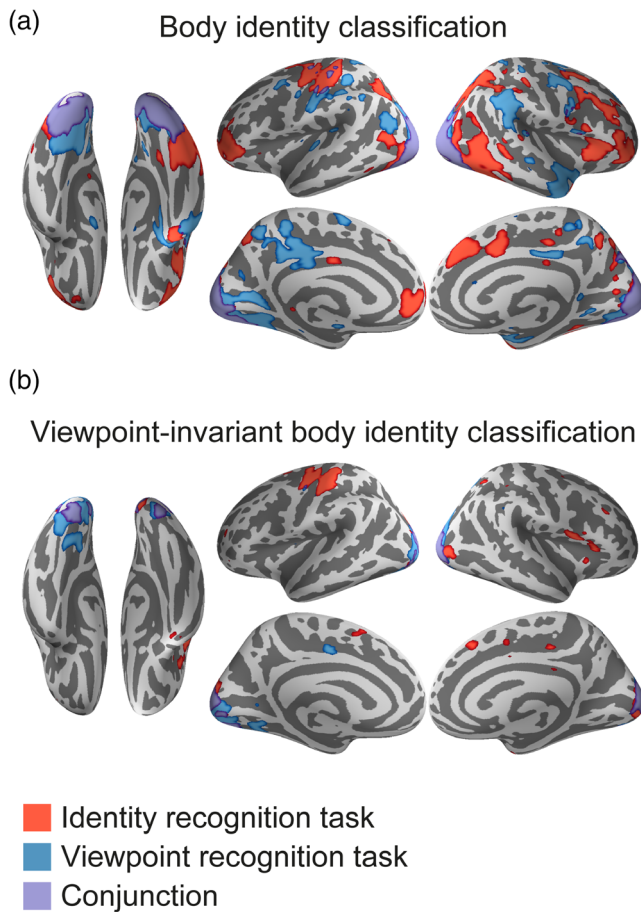 (a)
Body identity classification
(b)
Viewpoint-invariant body identity classification
Identity recognition task
Viewpoint recognition task
Conjunction